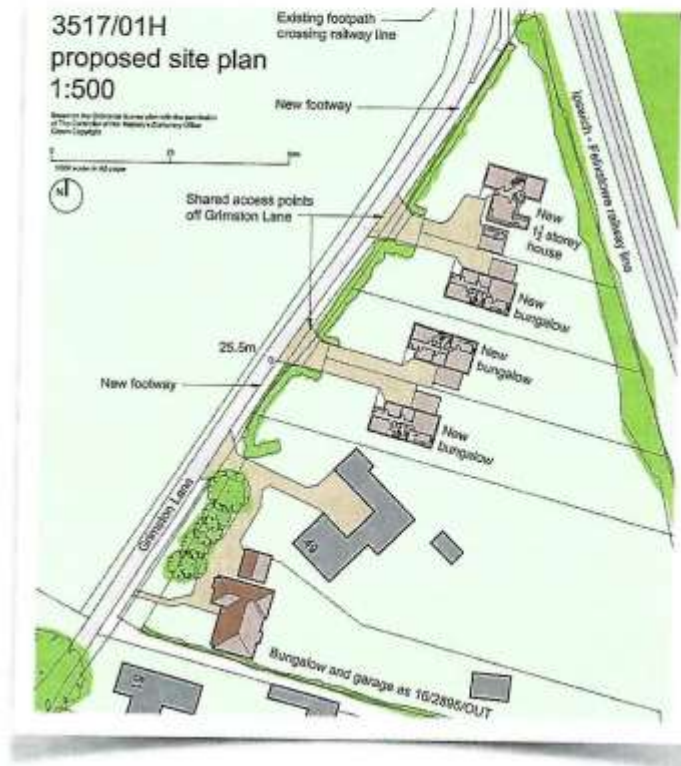 3517/01H
proposed site plan
1:500
Existing footpath
crossing railway line
New footway
N
Shared access points
off Grimston Lane
Ipswich - Felixstowe railway line
New
1½ storey
house
New
bungalow
25.5m
New
bungalow
New footway
New
bungalow
Grimston Lane
49
Bungalow and garage as 16/2895/OUT